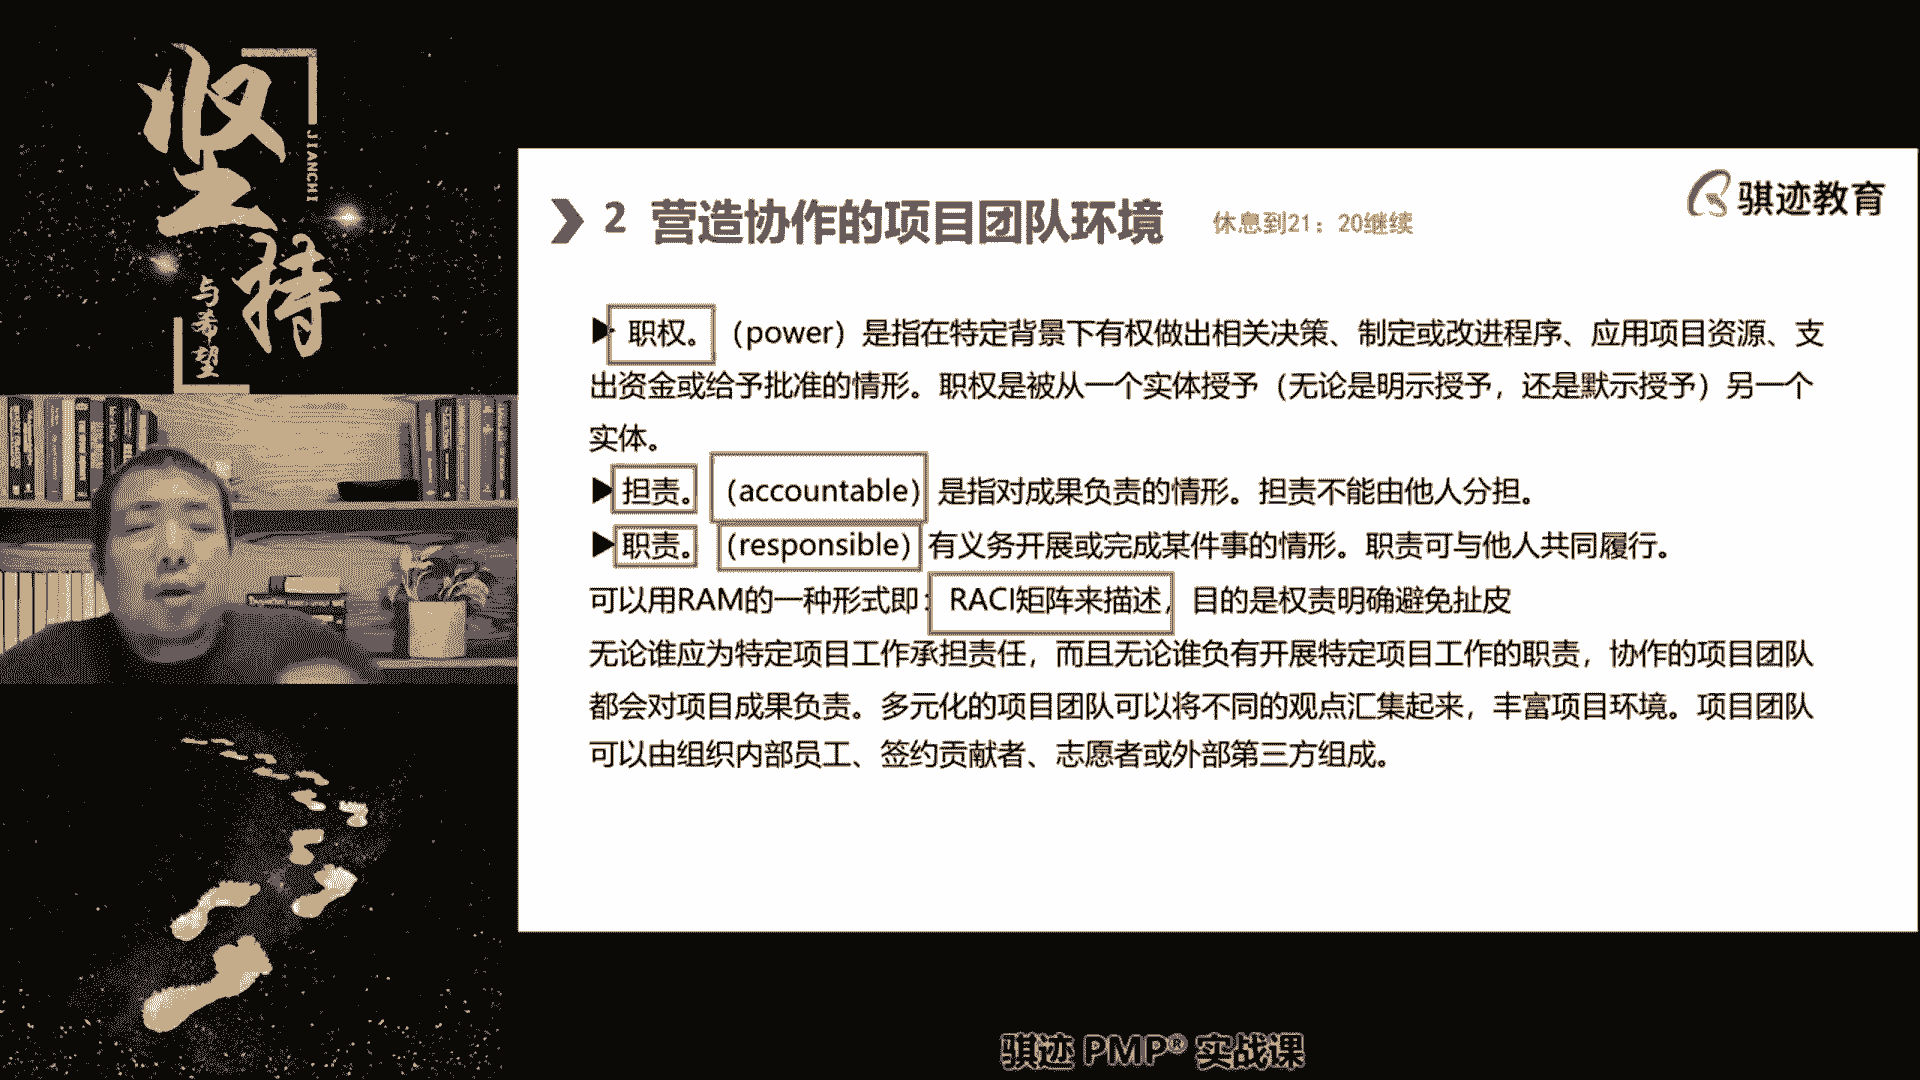 坚持
JIANCHI
与希望
2 营造协作的项目团队环境
休息到21：20继续
骐迹教育
职权。（power）是指在特定背景下有权做出相关决策、制定或改进程序、应用项目资源、支
出资金或给予批准的情形。职权是被从一个实体授予（无论是明示授予，还是默示授予）另一个
实体。
担责。（accountable）是指对成果负责的情形。担责不能由他人分担。
职责。（responsible）有义务开展或完成某件事的情形。职责可与他人共同履行。
可以用RAM的一种形式即：RACI矩阵来描述，目的是权责明确避免扯皮
无论谁应为特定项目工作承担责任，而且无论谁负有开展特定项目工作的职责，协作的项目团队
都会对项目成果负责。多元化的项目团队可以将不同的观点汇集起来，丰富项目环境。项目团队
可以由组织内部员工、签约贡献者、志愿者或外部第三方组成。
骐迹 PMP® 实战课